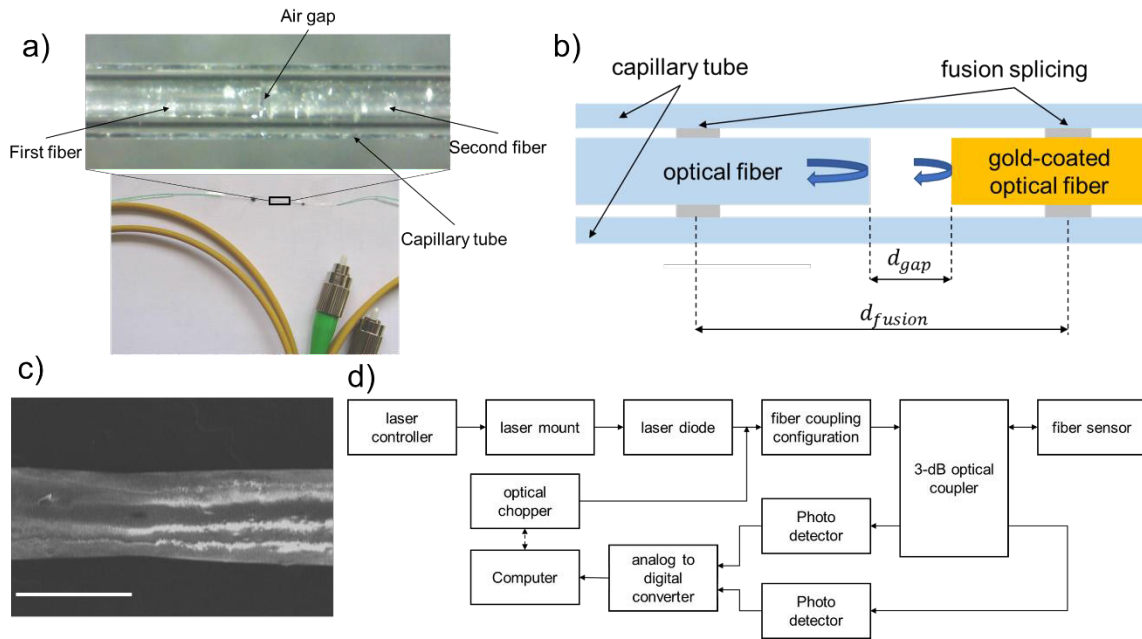 a)
Air gap
First fiber
Second fiber
Capillary tube
b)
capillary tube
fusion splicing
optical fiber
gold-coated
optical fiber
d_gap
d_fusion
c)
d)
laser
controller
laser mount
laser diode
fiber coupling
configuration
3-dB optical
coupler
fiber sensor
optical
chopper
Photo
detector
Computer
analog to
digital
converter
Photo
detector